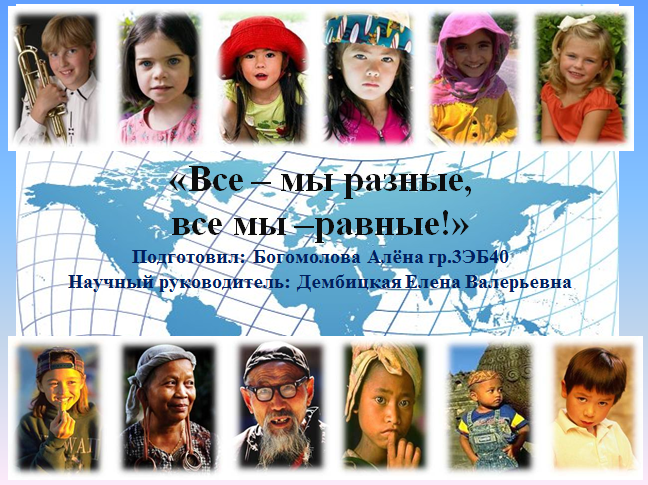 «Все – мы разные,
все мы –равные!»
Подготовил: Богомолова Алёна гр.3ЭБ40
Научный руководитель: Дембицкая Елена Валерьевна